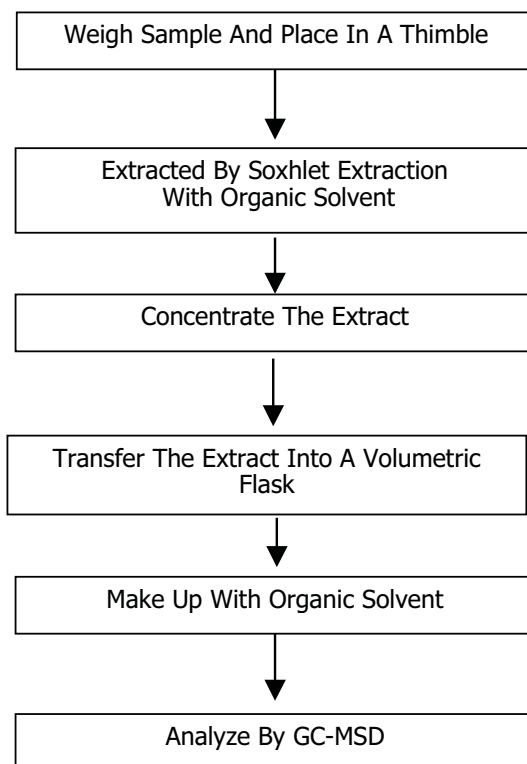 Weigh Sample And Place In A Thimble
Extracted By Soxhlet Extraction
With Organic Solvent
Concentrate The Extract
Transfer The Extract Into A Volumetric
Flask
Make Up With Organic Solvent
Analyze By GC-MSD